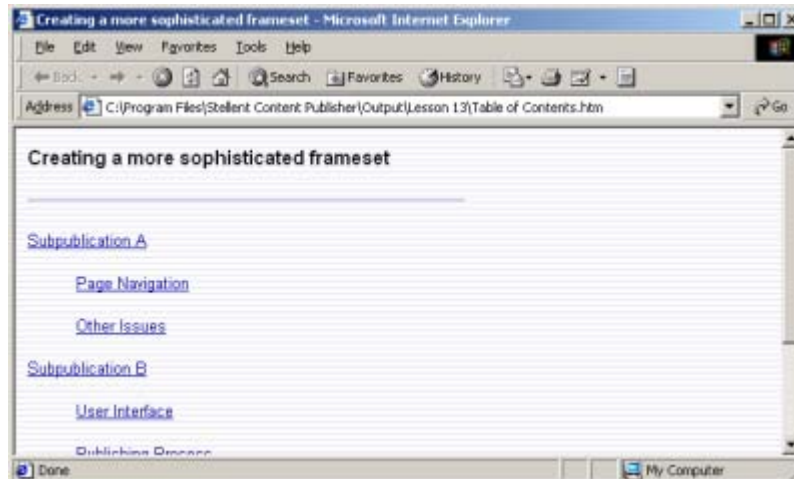 Creating a more sophisticated frameset - Microsoft Internet Explorer
File Edit View Favorites Tools Help
Back Search Favorites History
Address C:\Program Files\Stellent Content Publisher\Output\Lesson 13\Table of Contents.htm Go
Creating a more sophisticated frameset
Subpublication A
Page Navigation
Other Issues
Subpublication B
User Interface
Publishing Process
Done My Computer